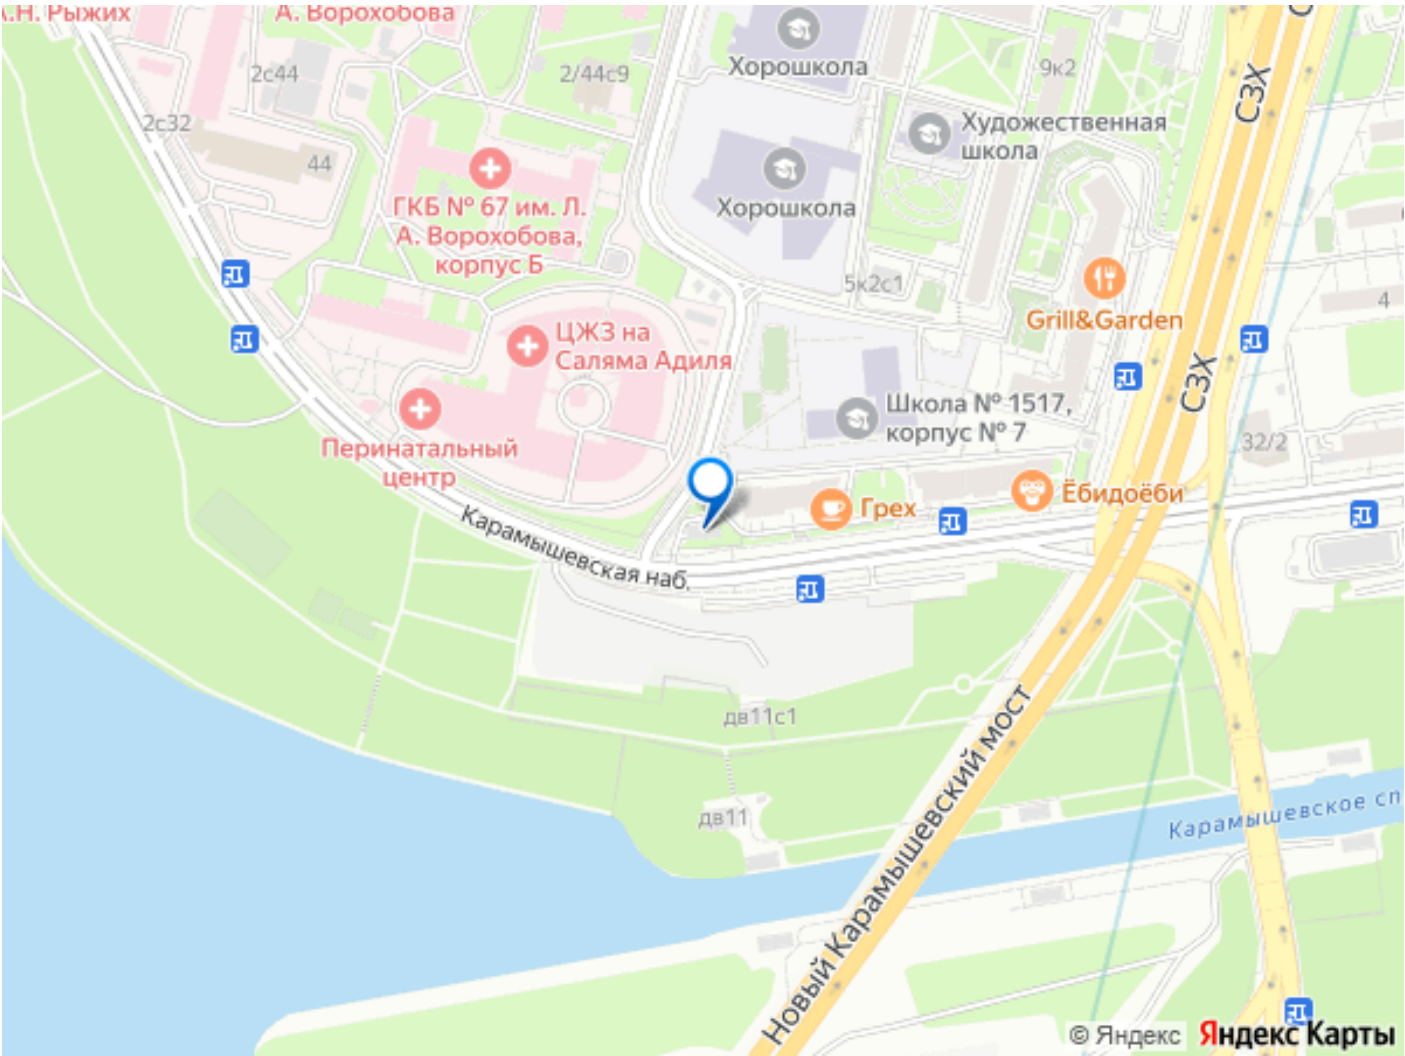 .Н. Рыжих
А. Ворохобова
2с44
2/44с9
Хорошкола
9к2
СЗХ
2с32
44
Художественная
школа
Хорошкола
ГКБ № 67 им. Л.
А. Ворохобова,
корпус Б
5к2с1
4
Grill&Garden
ЦЖЗ на
Саляма Адиля
СЗХ
Школа № 1517,
корпус № 7
32/2
Перинатальный
центр
Грех
Ёбидоёби
Карамышевская наб.
дв11с1
дв11
Новый Карамышевский мост
Карамышевское сп
© Яндекс Яндекс Карты